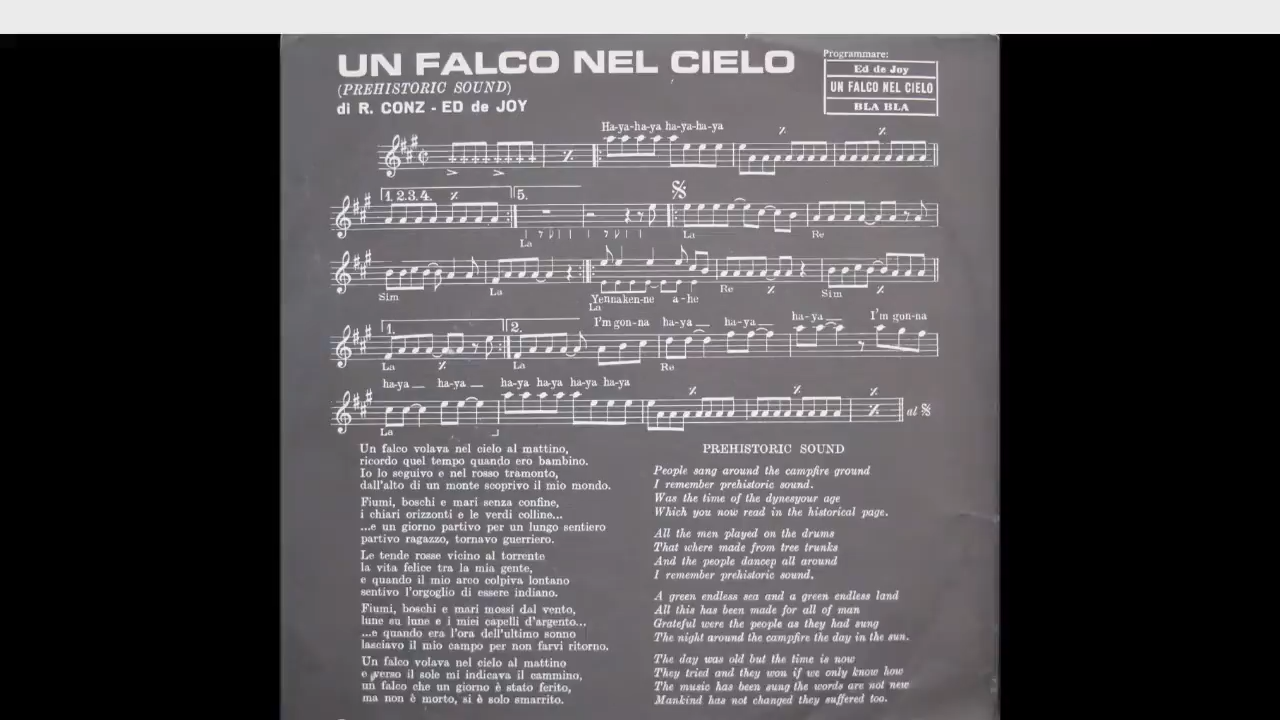 UN FALCO NEL CIELO
(PREHISTORIC SOUND)
di R. CONZ - ED de JOY
Programmare:
Ed de Joy
UN FALCO NEL CIELO
BLA BLA
Ha-ya-ha-ya ha-ya-ha-ya
1. 2. 3. 4.
5.
La
La
Re
Sim
La
Yennaken-ne a-he
La
Re
Sim
1.
2.
I'm gon-na ha-ya ha-ya ha-ya I'm gon-na
La
La
Re
ha-ya ha-ya ha-ya ha-ya ha-ya ha-ya
La
al
Un falco volava nel cielo al mattino,
ricordo quel tempo quando ero bambino.
Io lo seguivo e nel rosso tramonto,
dall'alto di un monte scoprivo il mio mondo.
Fiumi, boschi e mari senza confine,
i chiari orizzonti e le verdi colline...
...e un giorno partivo per un lungo sentiero
partivo ragazzo, tornavo guerriero.
Le tende rosse vicino al torrente
la vita felice tra la mia gente,
e quando il mio arco colpiva lontano
sentivo l'orgoglio di essere indiano.
Fiumi, boschi e mari mossi dal vento,
lune su lune e i miei capelli d'argento...
...e quando era l'ora dell'ultimo sonno
lasciavo il mio campo per non farvi ritorno.
Un falco volava nel cielo al mattino
e verso il sole mi indicava il cammino,
un falco che un giorno è stato ferito,
ma non è morto, si è solo smarrito.
PREHISTORIC SOUND
People sang around the campfire ground
I remember prehistoric sound.
Was the time of the dynesyour age
Which you now read in the historical page.
All the men played on the drums
That where made from tree trunks
And the people dancep all around
I remember prehistoric sound.
A green endless sea and a green endless land
All this has been made for all of man
Grateful were the people as they had sung
The night around the campfire the day in the sun.
The day was old but the time is now
They tried and they won if we only know how
The music has been sung the words are not new
Mankind has not changed they suffered too.